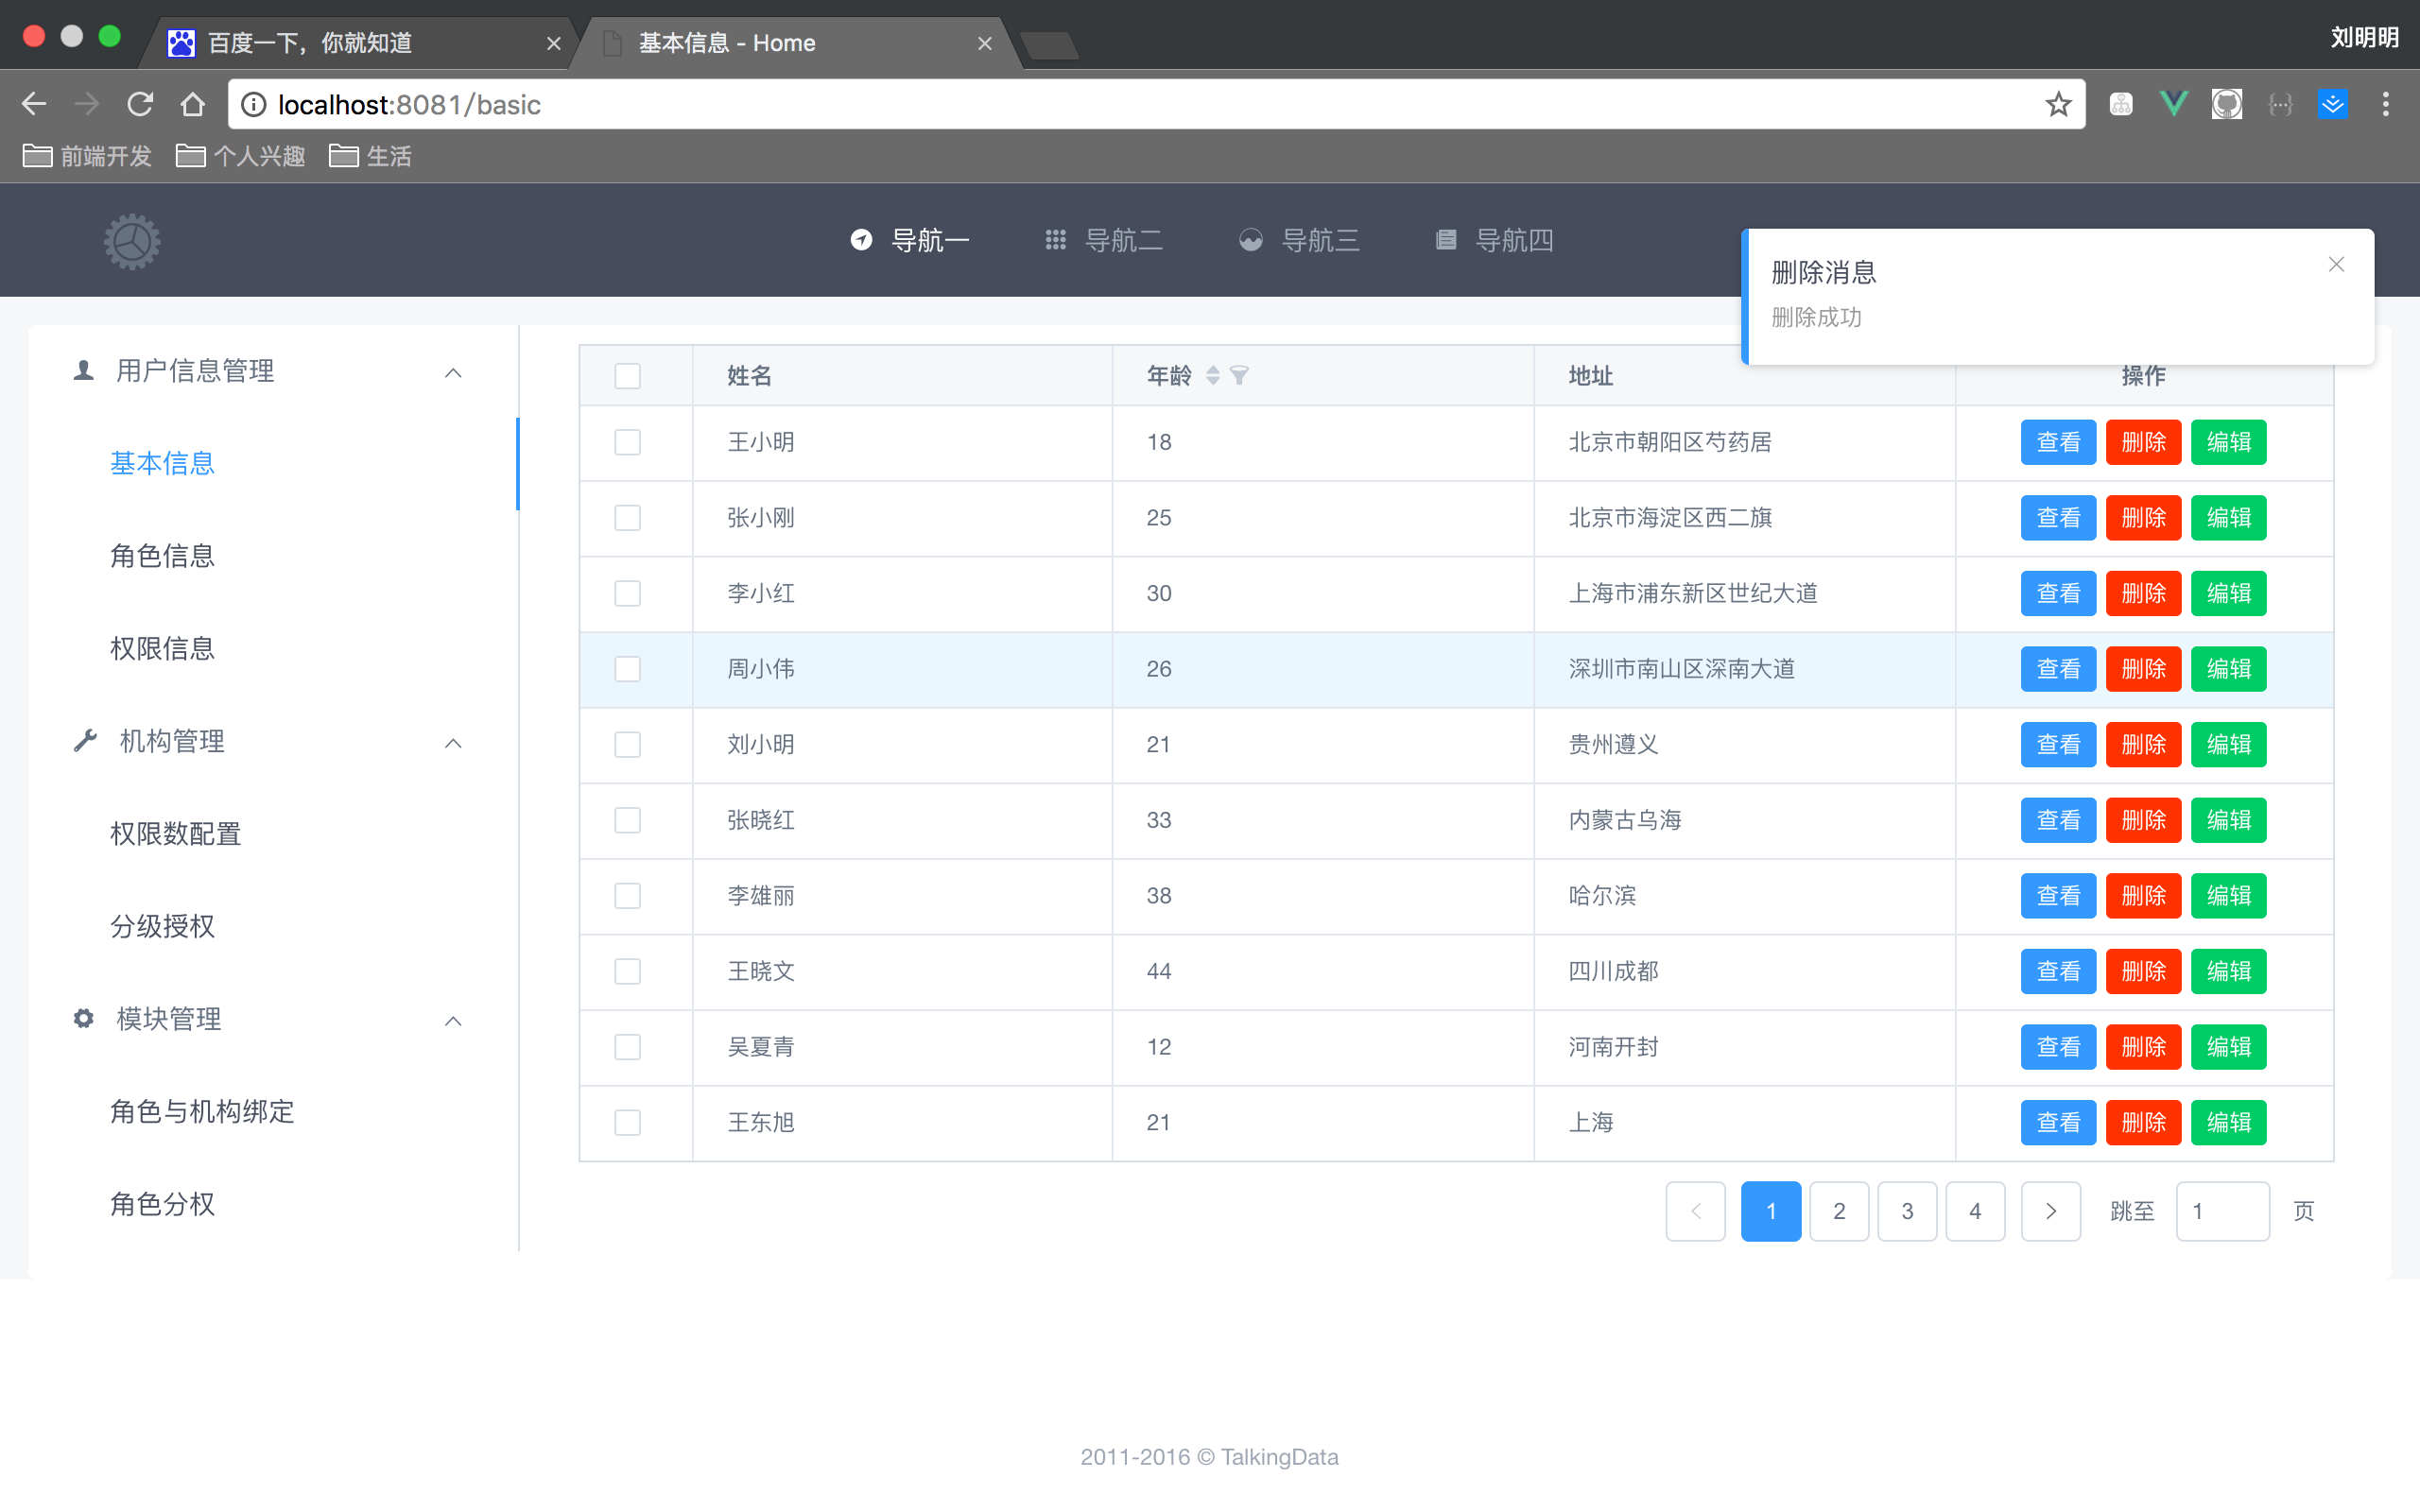 百度一下，你就知道
基本信息 - Home
刘明明
localhost:8081/basic
前端开发 个人兴趣 生活
导航一 导航二 导航三 导航四
删除消息
删除成功
用户信息管理
基本信息
角色信息
权限信息
机构管理
权限数配置
分级授权
模块管理
角色与机构绑定
角色分权
姓名 年龄 地址 操作
王小明 18 北京市朝阳区芍药居 查看 删除 编辑
张小刚 25 北京市海淀区西二旗 查看 删除 编辑
李小红 30 上海市浦东新区世纪大道 查看 删除 编辑
周小伟 26 深圳市南山区深南大道 查看 删除 编辑
刘小明 21 贵州遵义 查看 删除 编辑
张晓红 33 内蒙古乌海 查看 删除 编辑
李雄丽 38 哈尔滨 查看 删除 编辑
王晓文 44 四川成都 查看 删除 编辑
吴夏青 12 河南开封 查看 删除 编辑
王东旭 21 上海 查看 删除 编辑
1 2 3 4 跳至 1 页
2011-2016 © TalkingData